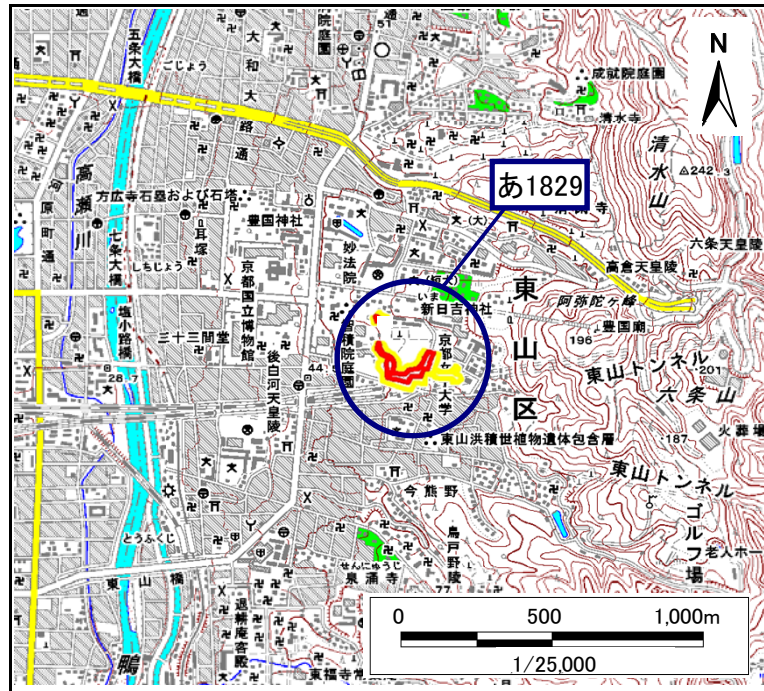 五条大橋
ごじょう
大和大路通
病院庭園
成就院庭園
清水寺
清水山
242
3
N
あ1829
高瀬川
河原町通
方広寺石塁および石塔
耳塚
豊国神社
妙法院
(大)
六条天皇陵
高倉天皇陵
阿弥陀ヶ峰
七条大橋
しちじょう
塩小路橋
京都国立博物館
三十三間堂
後白河天皇陵
智積院庭園
いま
新日吉神社
東山区
豊国廟
196
東山トンネル
201
六条山
44
28
7
京都
大学
東山洪積世植物遺体包含層
火葬場
187
東山トンネル
ゴルフ場
老人ホー
今熊野
鳥戸野陵
とうふくじ
東山橋
せんにゅうじ
泉涌寺
77
退耕庵客殿
鴨
東福寺
0
500
1,000m
1/25,000